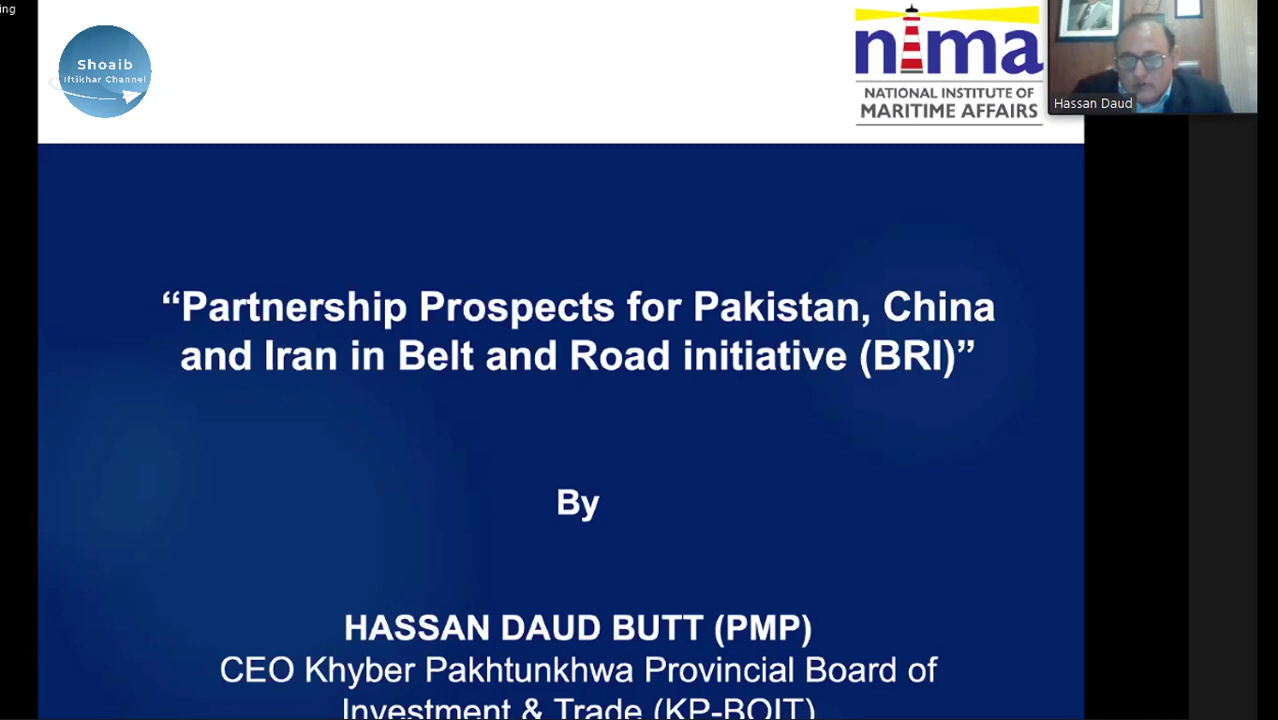 ing
Shoaib
Iftikhar Channel
nima
NATIONAL INSTITUTE OF
MARITIME AFFAIRS
Hassan Daud
“Partnership Prospects for Pakistan, China
and Iran in Belt and Road initiative (BRI)”
By
HASSAN DAUD BUTT (PMP)
CEO Khyber Pakhtunkhwa Provincial Board of
Investment & Trade (KP-BOIT)